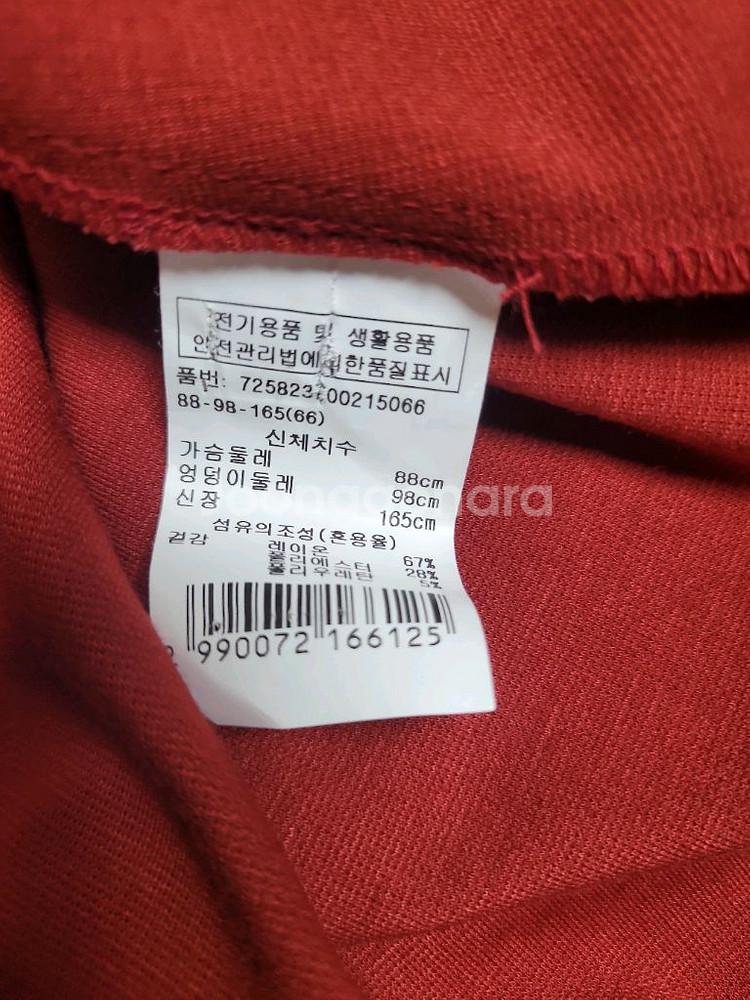 전기용품 및 생활용품
안전관리법에 의한품질표시
품번: 725823 00215066
88-98-165(66)
신체치수
가슴둘레 88cm
엉덩이둘레 98cm
신장 165cm
섬유의조성(혼용율)
겉감 레이온 67%
폴리에스터 28%
폴리우레탄 5%
2 990072 166125